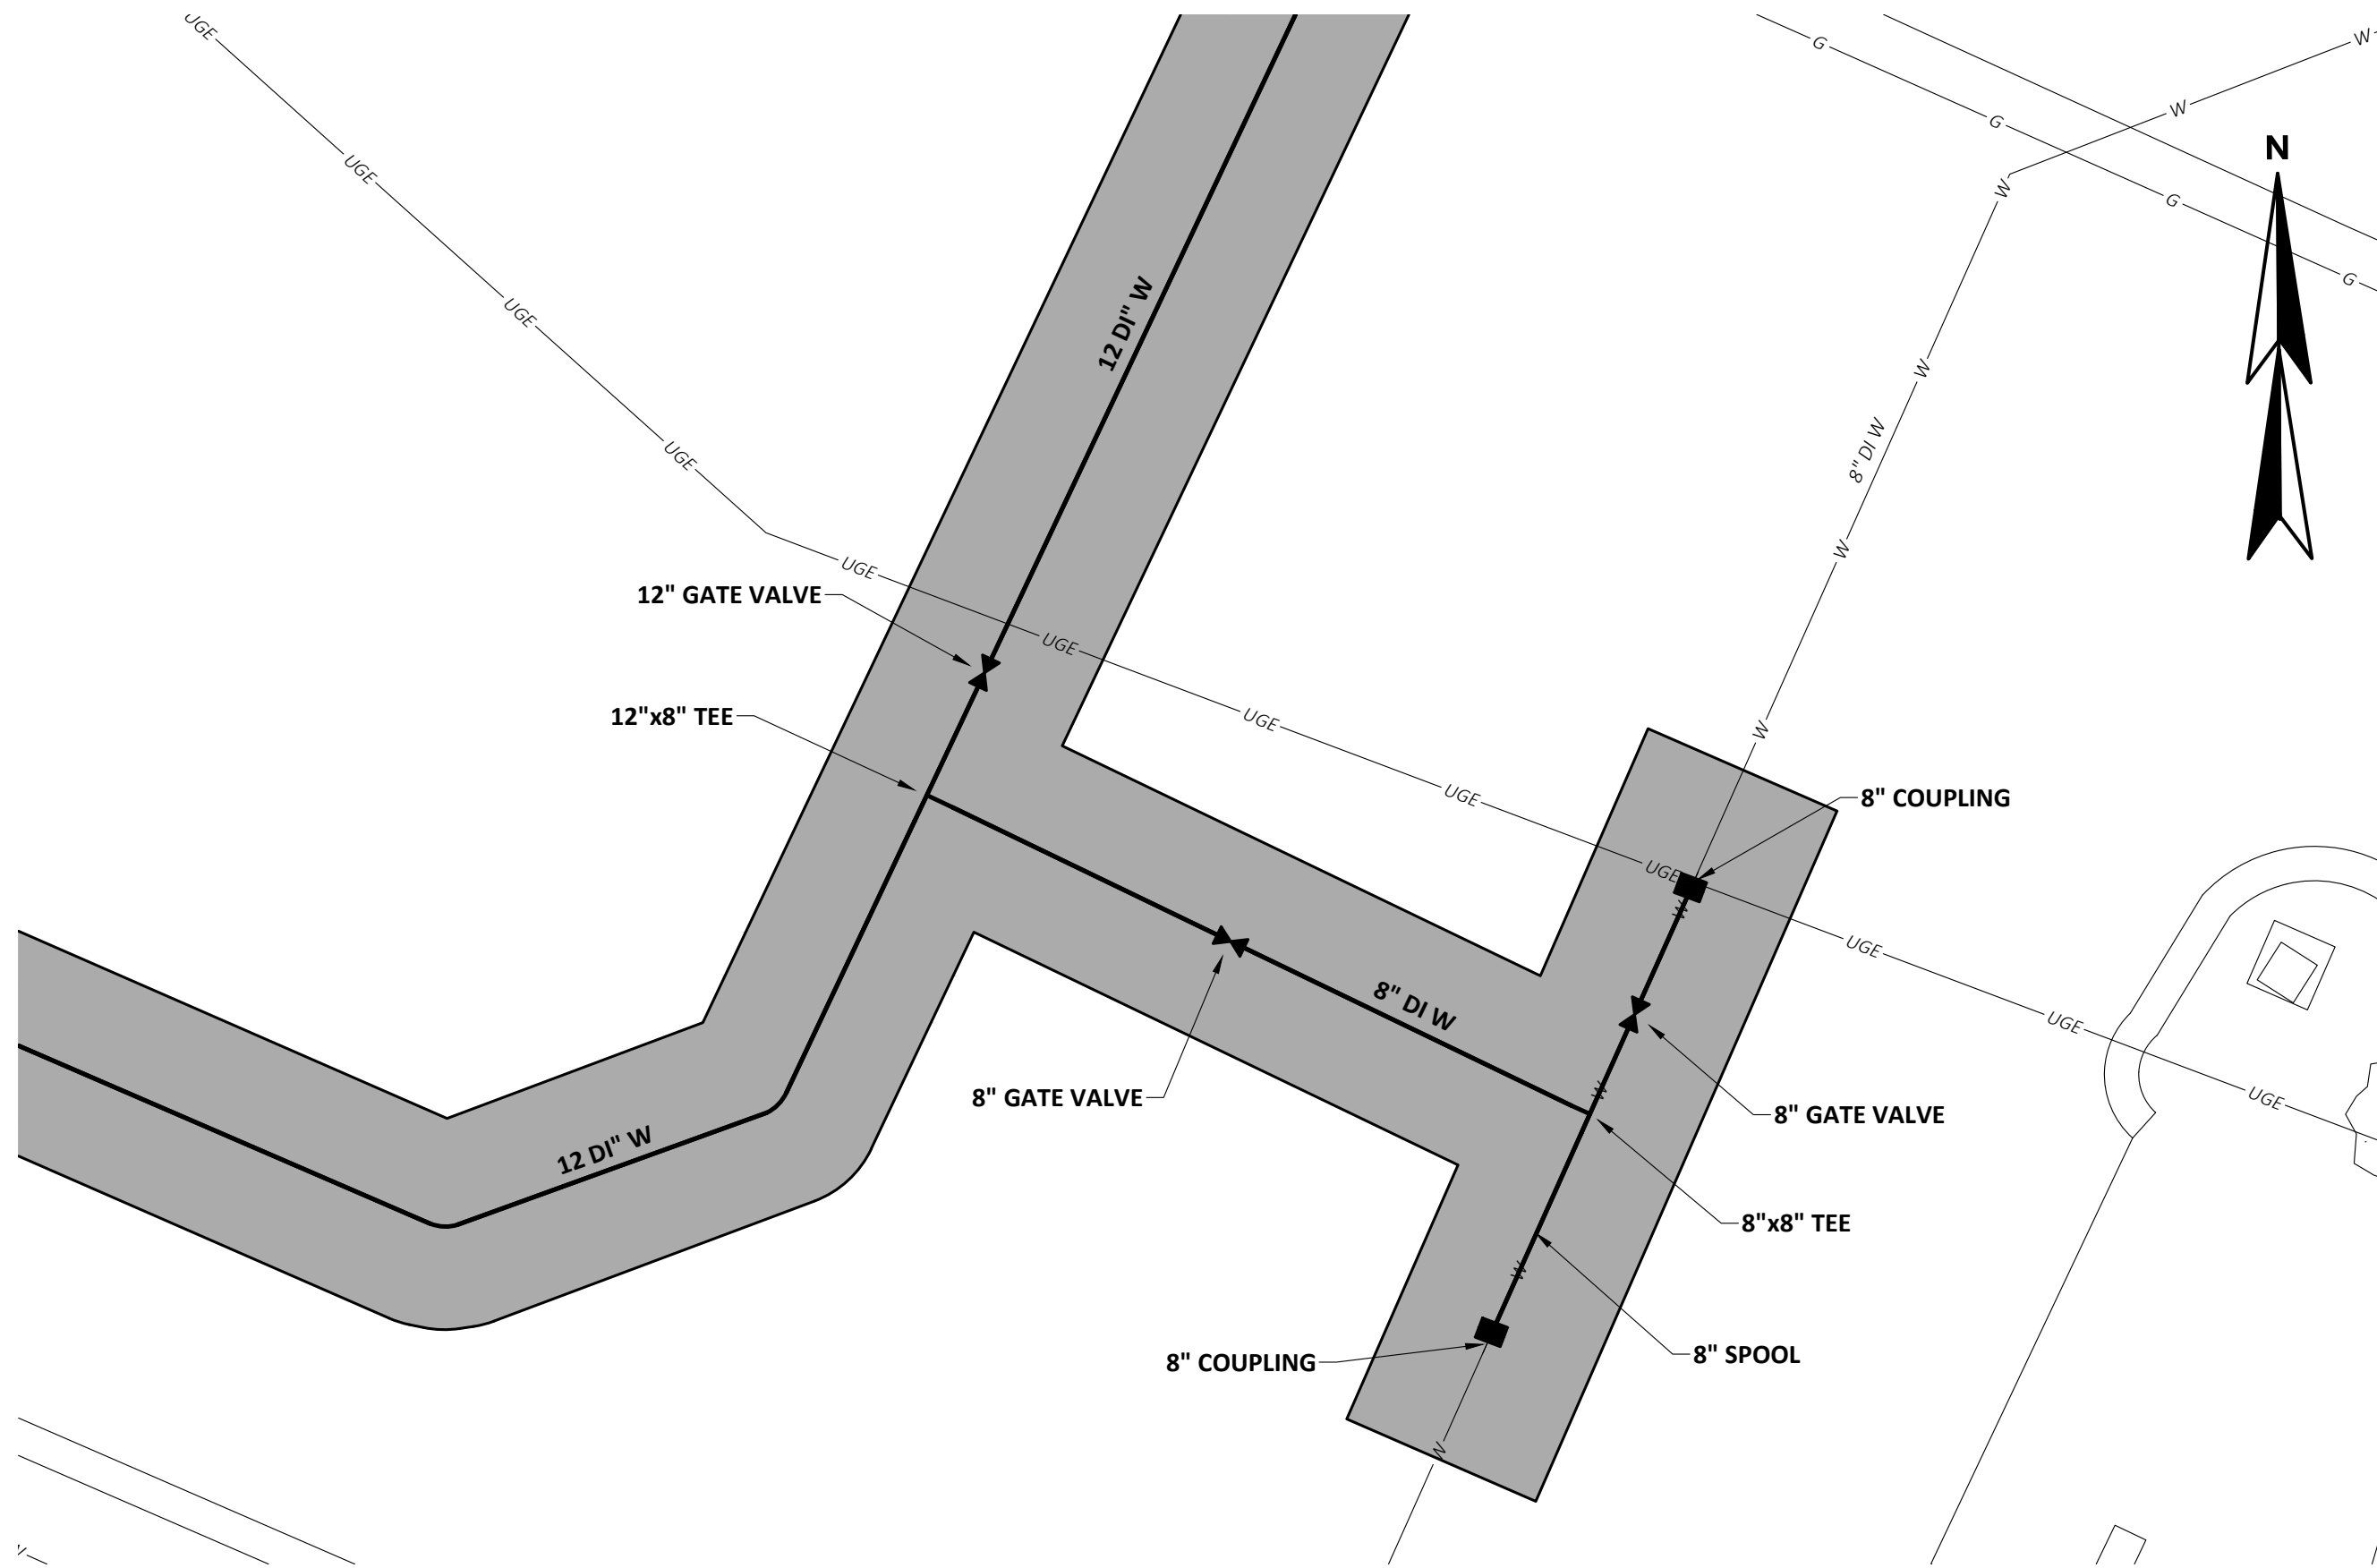 UGE
G
W
W
G
N
UGE
W
G
G
UGE
12 DI" W
W
8" DI W
UGE
W
UGE
12" GATE VALVE
UGE
12"x8" TEE
UGE
W
UGE
8" COUPLING
UGE
W
UGE
8" DI W
UGE
8" GATE VALVE
W
UGE
8" GATE VALVE
12 DI" W
8"x8" TEE
W
8" COUPLING
8" SPOOL
W